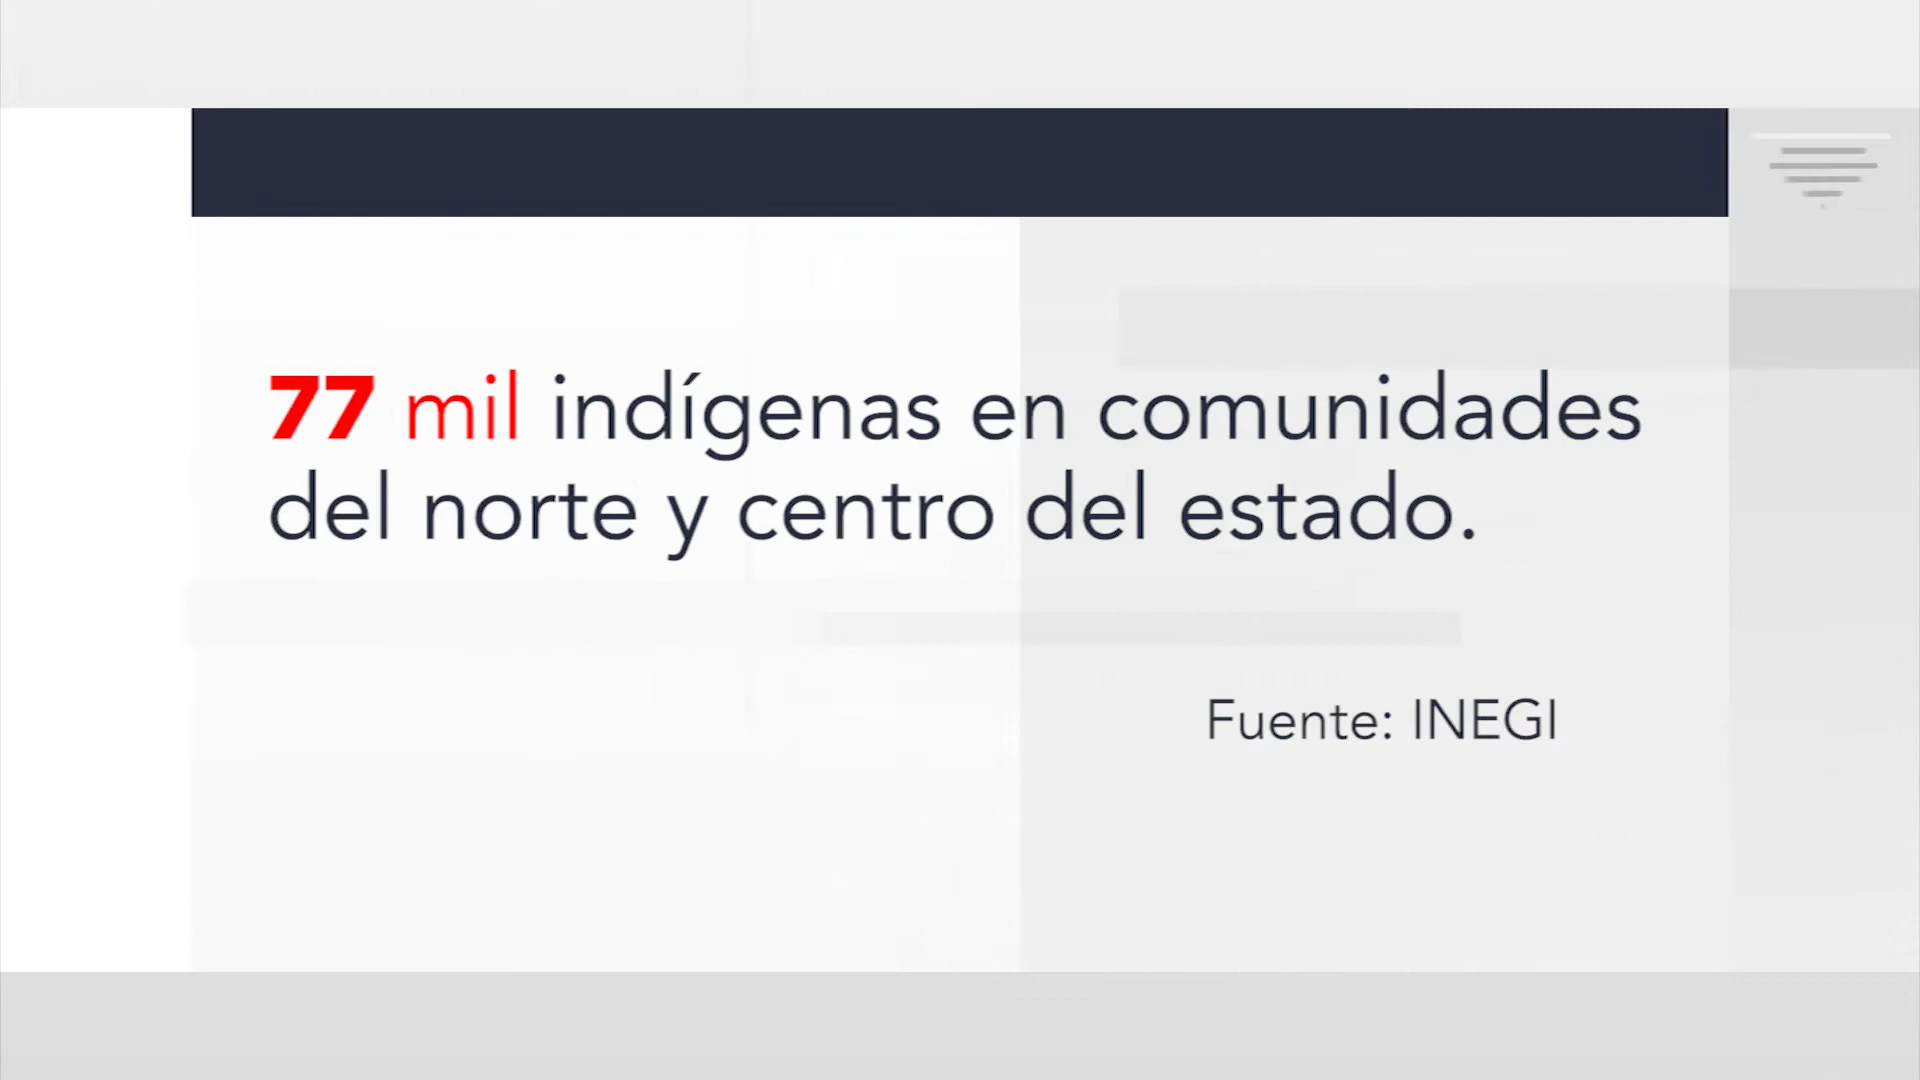 77 mil indígenas en comunidades
del norte y centro del estado.
Fuente: INEGI